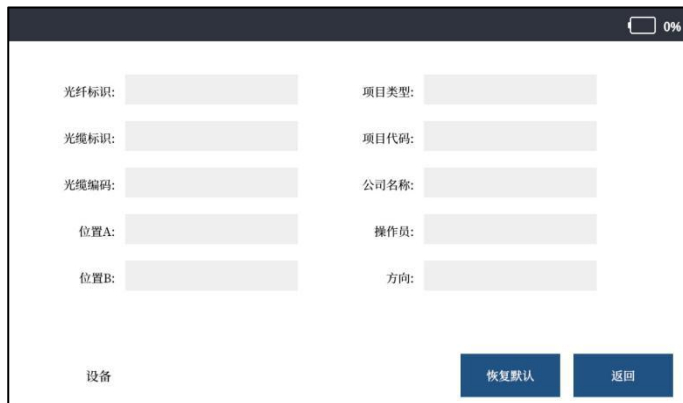 0%
光纤标识: 项目类型:
光缆标识: 项目代码:
光缆编码: 公司名称:
位置A: 操作员:
位置B: 方向:
设备 恢复默认 返回